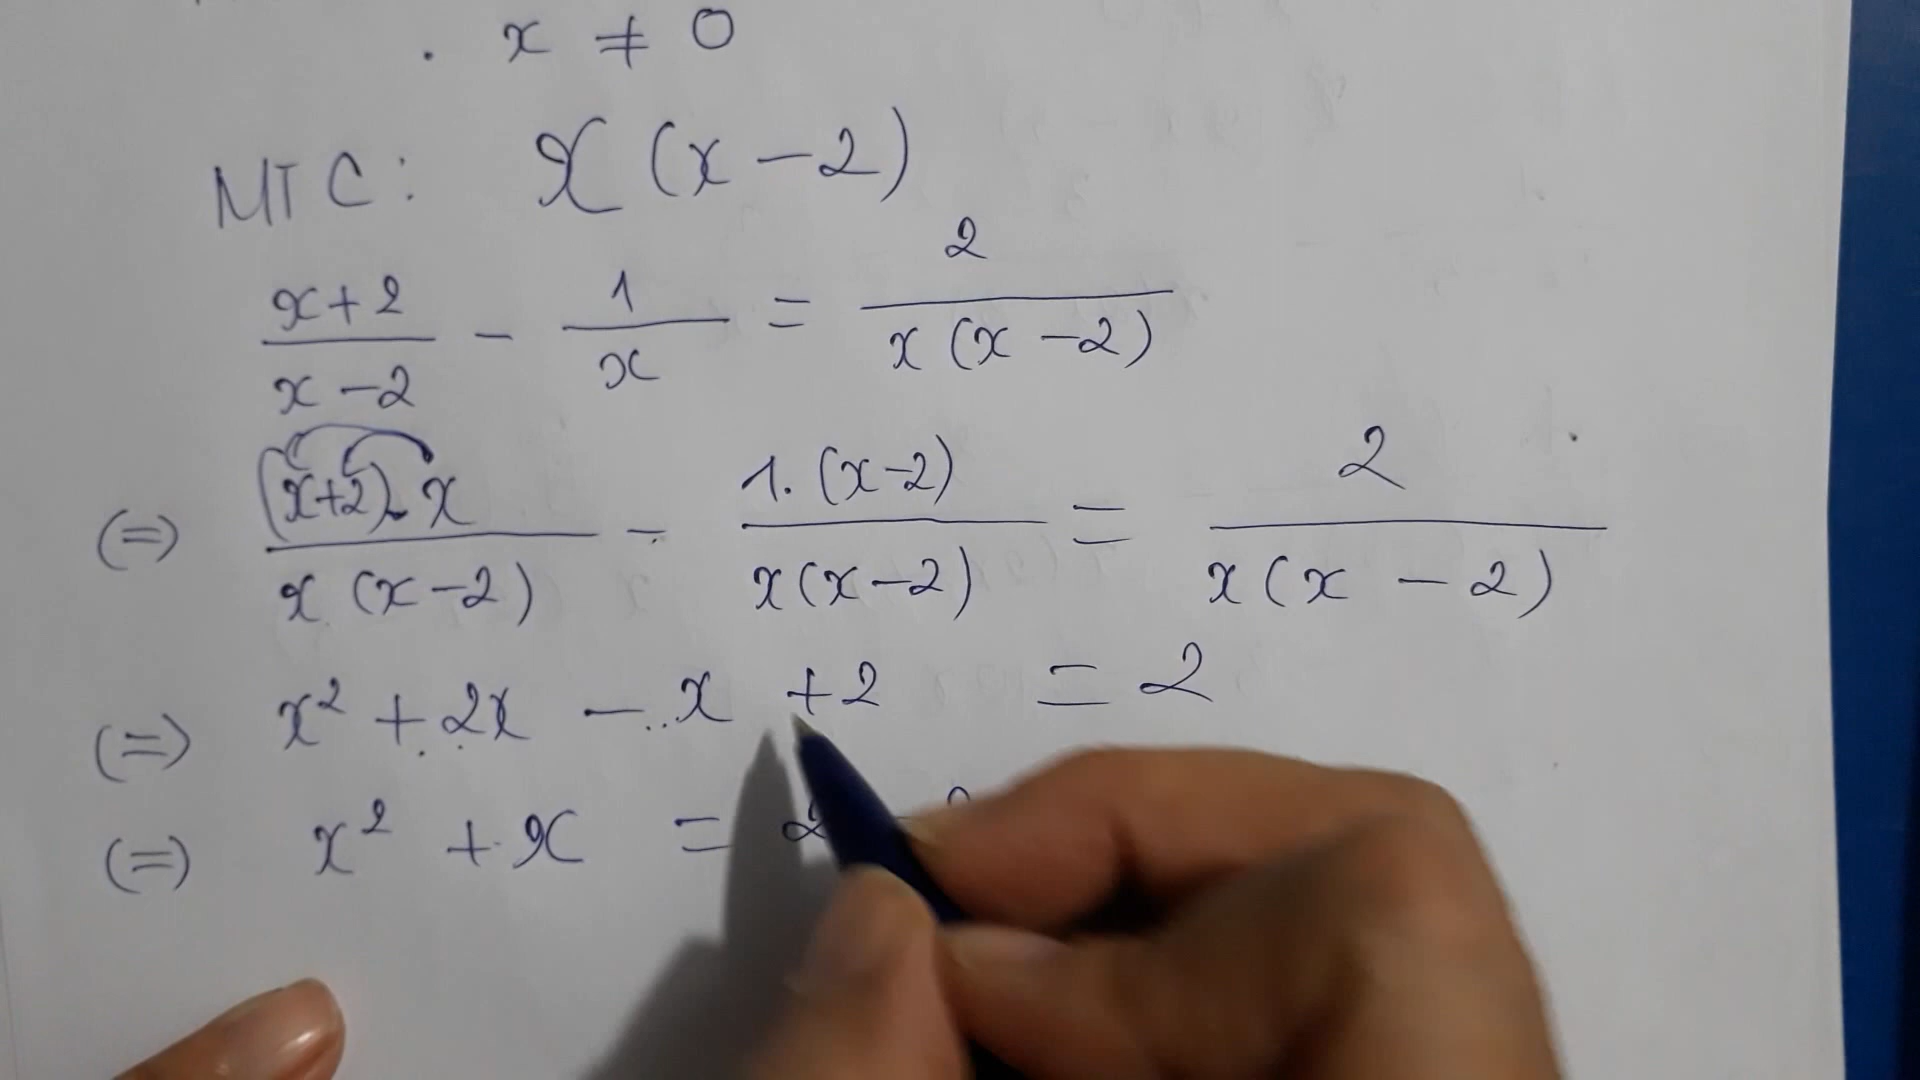 . x ≠ 0
MTC: x (x - 2)
(x+2)/(x-2) - 1/x = 2/(x(x-2))
(=) ((x+2).x)/(x(x-2)) - (1.(x-2))/(x(x-2)) = 2/(x(x-2))
(=) x² + 2x - x + 2 = 2
(=) x² + x = 2